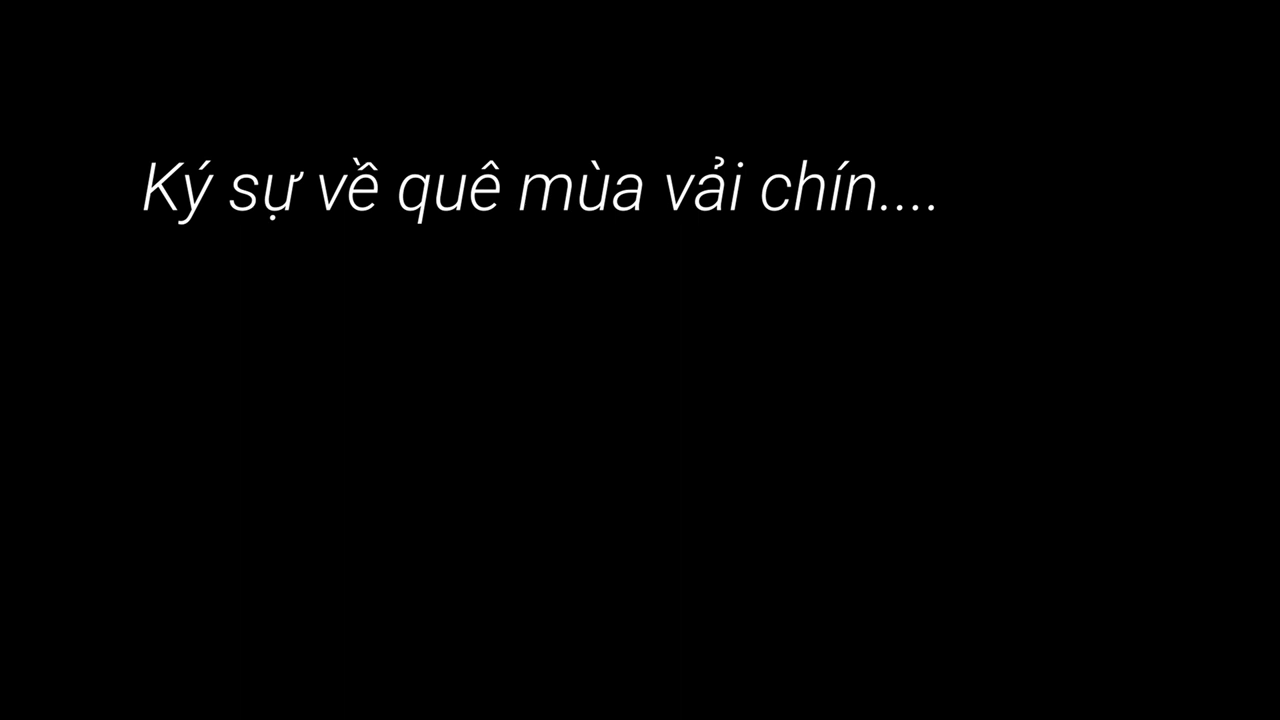 Ký sự về quê mùa vải chín....